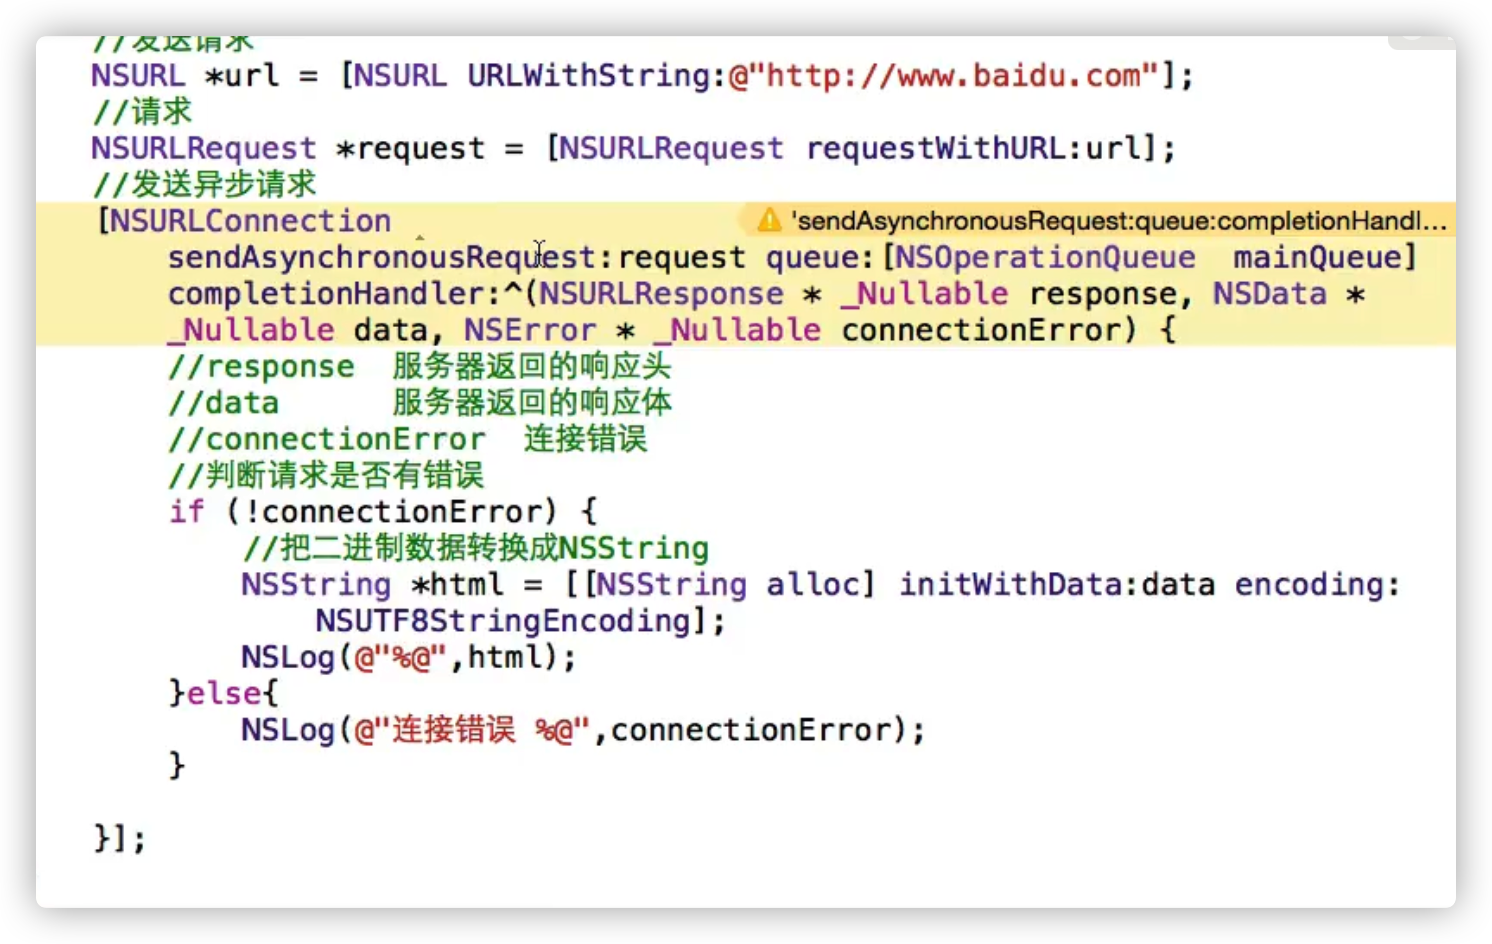 //发送请求
NSURL *url = [NSURL URLWithString:@"http://www.baidu.com"];
//请求
NSURLRequest *request = [NSURLRequest requestWithURL:url];
//发送异步请求
[NSURLConnection
'sendAsynchronousRequest:queue:completionHandl...
sendAsynchronousRequest:request queue:[NSOperationQueue mainQueue]
completionHandler:^(NSURLResponse * _Nullable response, NSData *
_Nullable data, NSError * _Nullable connectionError) {
//response 服务器返回的响应头
//data 服务器返回的响应体
//connectionError 连接错误
//判断请求是否有错误
if (!connectionError) {
//把二进制数据转换成NSString
NSString *html = [[NSString alloc] initWithData:data encoding:
NSUTF8StringEncoding];
NSLog(@"%@",html);
}else{
NSLog(@"连接错误 %@",connectionError);
}
}];